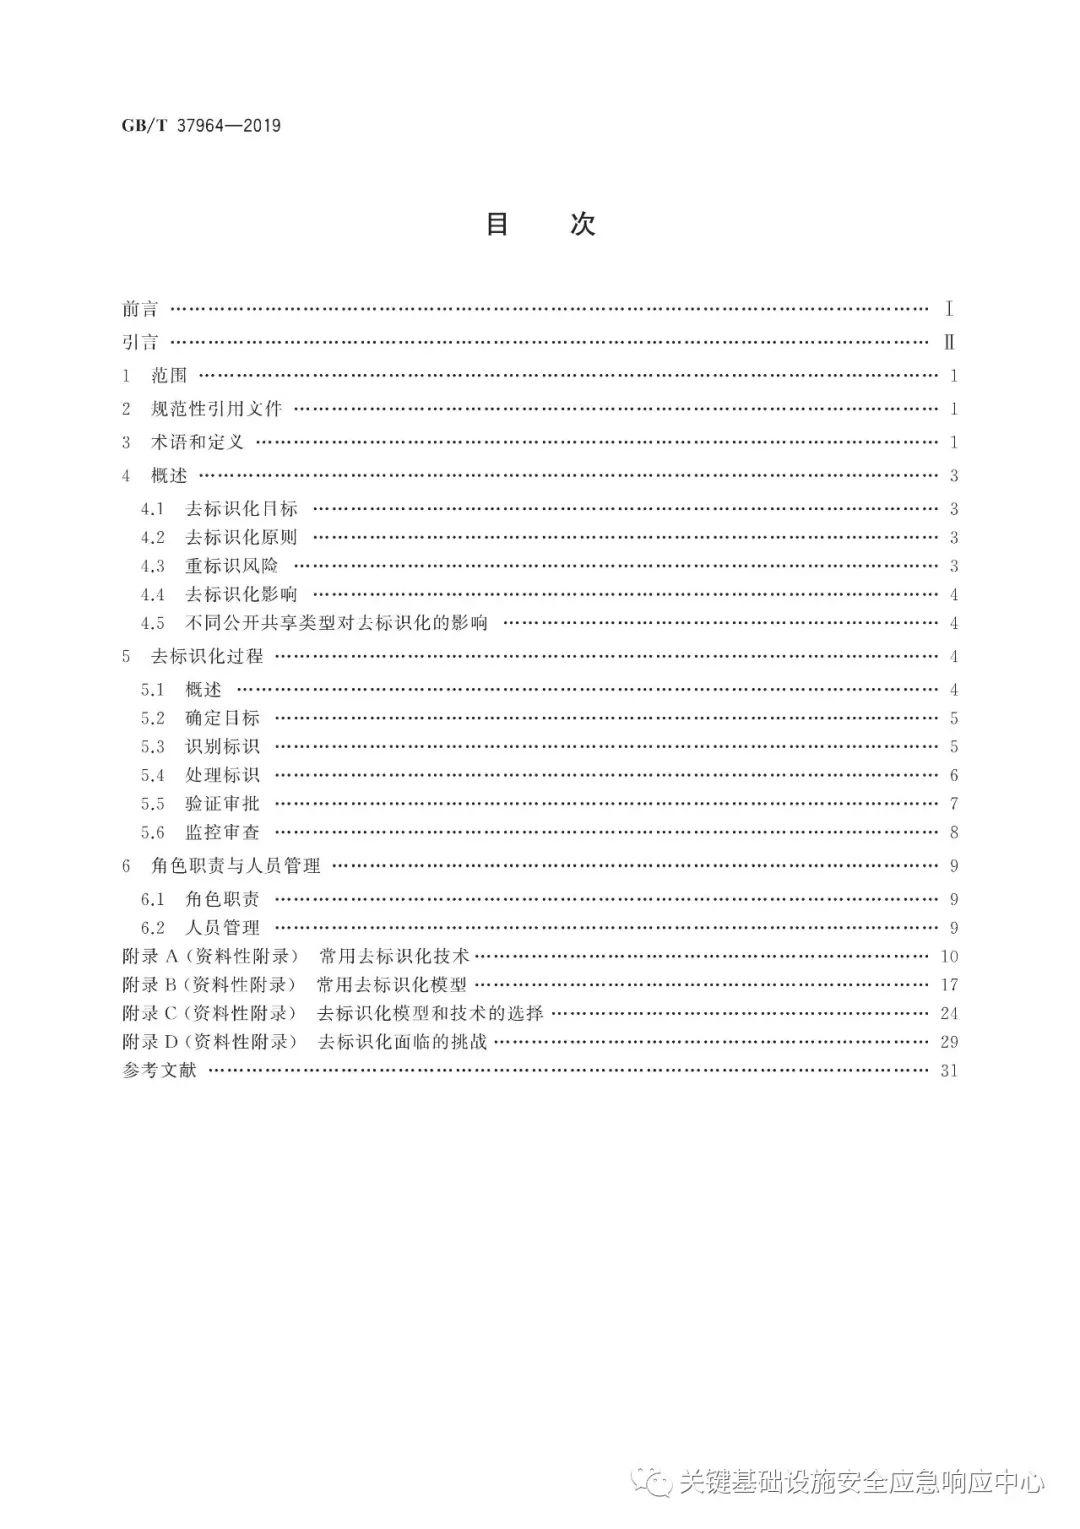 GB/T 37964—2019
目 次
前言 …… Ⅰ
引言 …… Ⅱ
1 范围 …… 1
2 规范性引用文件 …… 1
3 术语和定义 …… 1
4 概述 …… 3
4.1 去标识化目标 …… 3
4.2 去标识化原则 …… 3
4.3 重标识风险 …… 3
4.4 去标识化影响 …… 4
4.5 不同公开共享类型对去标识化的影响 …… 4
5 去标识化过程 …… 4
5.1 概述 …… 4
5.2 确定目标 …… 5
5.3 识别标识 …… 5
5.4 处理标识 …… 6
5.5 验证审批 …… 7
5.6 监控审查 …… 8
6 角色职责与人员管理 …… 9
6.1 角色职责 …… 9
6.2 人员管理 …… 9
附录 A（资料性附录） 常用去标识化技术 …… 10
附录 B（资料性附录） 常用去标识化模型 …… 17
附录 C（资料性附录） 去标识化模型和技术的选择 …… 24
附录 D（资料性附录） 去标识化面临的挑战 …… 29
参考文献 …… 31
关键基础设施安全应急响应中心